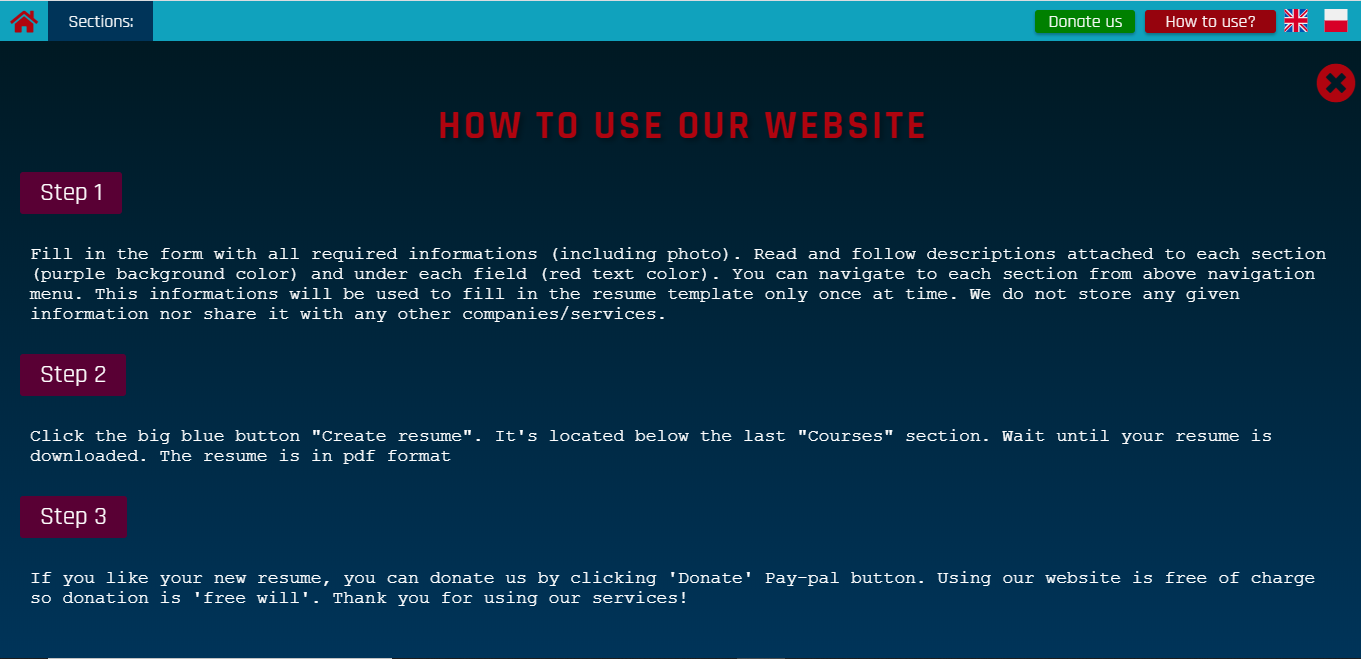 Sections:
Donate us
How to use?
HOW TO USE OUR WEBSITE
Step 1
Fill in the form with all required informations (including photo). Read and follow descriptions attached to each section
(purple background color) and under each field (red text color). You can navigate to each section from above navigation
menu. This informations will be used to fill in the resume template only once at time. We do not store any given
information nor share it with any other companies/services.
Step 2
Click the big blue button "Create resume". It's located below the last "Courses" section. Wait until your resume is
downloaded. The resume is in pdf format
Step 3
If you like your new resume, you can donate us by clicking 'Donate' Pay-pal button. Using our website is free of charge
so donation is 'free will'. Thank you for using our services!